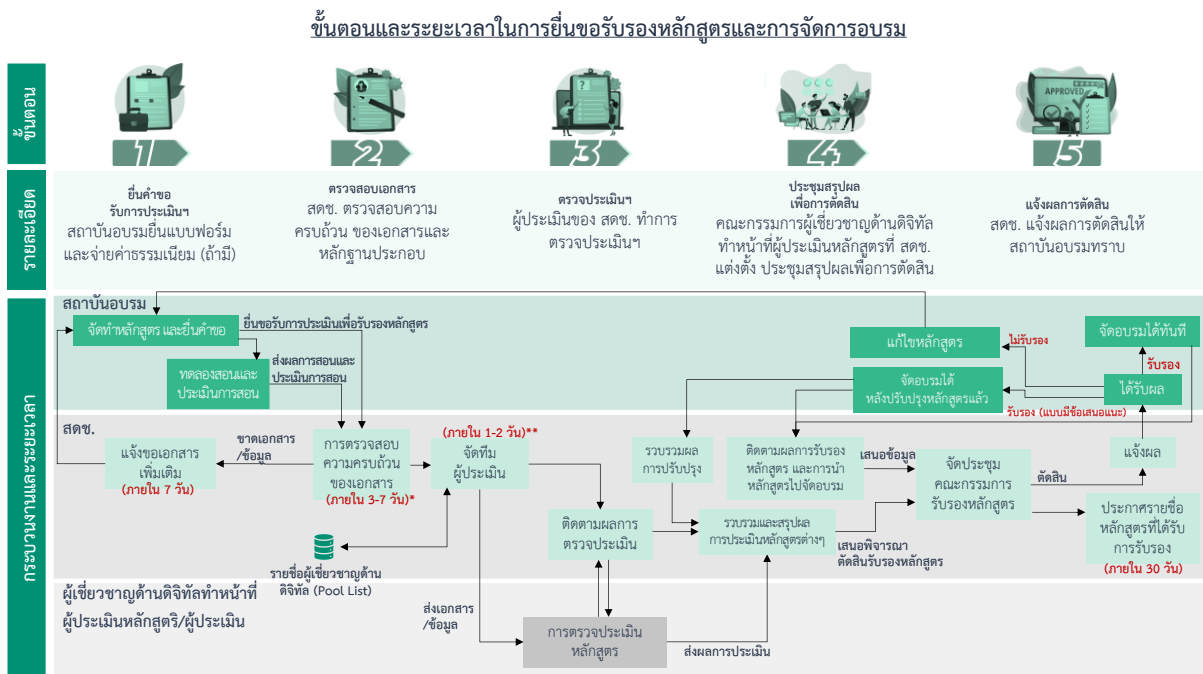 ขั้นตอนและระยะเวลาในการยื่นขอรับรองหลักสูตรและการจัดการอบรม
ขั้นตอน
1
2
3
4
5
?
APPROVED
รายละเอียด
ยื่นคำขอ
รับการประเมินฯ
สถาบันอบรมยื่นแบบฟอร์ม
และจ่ายค่าธรรมเนียม (ถ้ามี)
ตรวจสอบเอกสาร
สดช. ตรวจสอบความ
ครบถ้วน ของเอกสารและ
หลักฐานประกอบ
ตรวจประเมินฯ
ผู้ประเมินของ สดช. ทำการ
ตรวจประเมินฯ
ประชุมสรุปผล
เพื่อการตัดสิน
คณะกรรมการผู้เชี่ยวชาญด้านดิจิทัล
ทำหน้าที่ผู้ประเมินหลักสูตรที่ สดช.
แต่งตั้ง ประชุมสรุปผลเพื่อการตัดสิน
แจ้งผลการตัดสิน
สดช. แจ้งผลการตัดสินให้
สถาบันอบรมทราบ
กระบวนงานและระยะเวลา
สถาบันอบรม
จัดทำหลักสูตร และยื่นคำขอ
ยื่นขอรับการประเมินเพื่อรับรองหลักสูตร
ทดลองสอนและ
ประเมินการสอน
ส่งผลการสอนและ
ประเมินการสอน
แก้ไขหลักสูตร
ไม่รับรอง
จัดอบรมได้ทันที
รับรอง
จัดอบรมได้
หลังปรับปรุงหลักสูตรแล้ว
ได้รับผล
รับรอง (แบบมีข้อเสนอแนะ)
สดช.
แจ้งขอเอกสาร
เพิ่มเติม
(ภายใน 7 วัน)
ขาดเอกสาร
/ข้อมูล
การตรวจสอบ
ความครบถ้วน
ของเอกสาร
(ภายใน 3-7 วัน)*
(ภายใน 1-2 วัน)**
จัดทีม
ผู้ประเมิน
รายชื่อผู้เชี่ยวชาญด้าน
ดิจิทัล (Pool List)
ติดตามผลการ
ตรวจประเมิน
รวบรวมผล
การปรับปรุง
ติดตามผลการรับรอง
หลักสูตร และการนำ
หลักสูตรไปจัดอบรม
เสนอข้อมูล
รวบรวมและสรุปผล
การประเมินหลักสูตรต่างๆ
เสนอพิจารณา
ตัดสินรับรองหลักสูตร
จัดประชุม
คณะกรรมการ
รับรองหลักสูตร
ตัดสิน
แจ้งผล
ประกาศรายชื่อ
หลักสูตรที่ได้รับ
การรับรอง
(ภายใน 30 วัน)
ผู้เชี่ยวชาญด้านดิจิทัลทำหน้าที่
ผู้ประเมินหลักสูตริ/ผู้ประเมิน
ส่งเอกสาร
/ข้อมูล
การตรวจประเมิน
หลักสูตร
ส่งผลการประเมิน